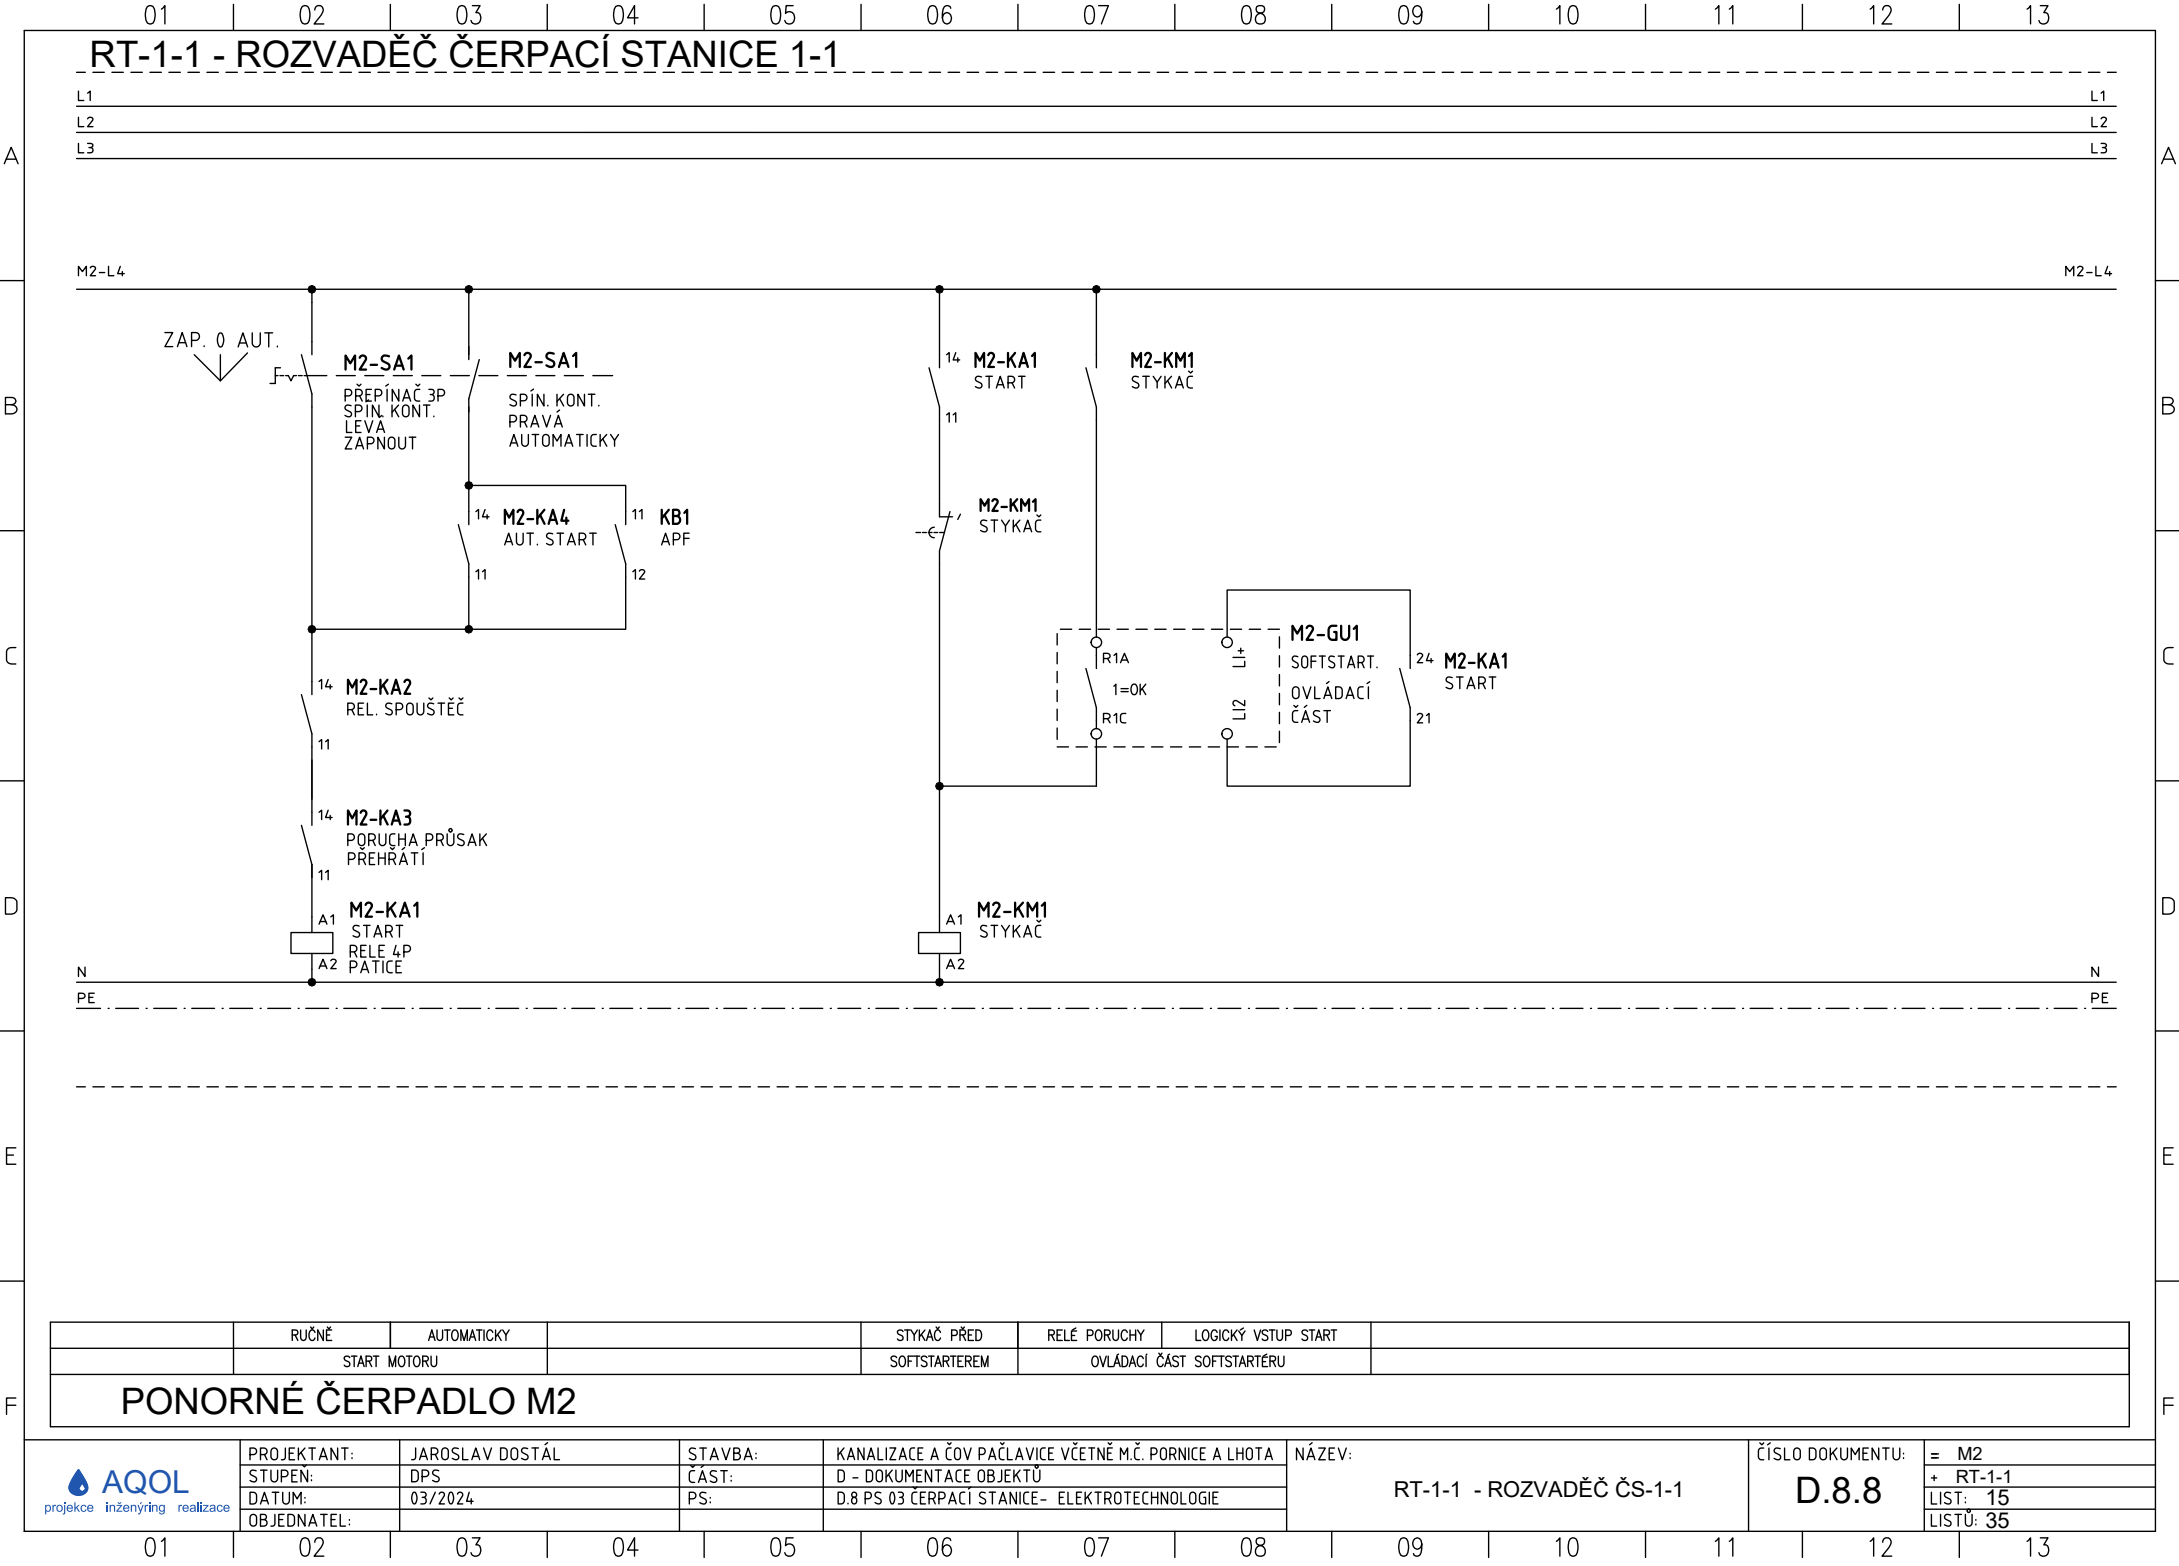 01 02 03 04 05 06 07 08 09 10 11 12 13
RT-1-1 - ROZVADĚČ ČERPACÍ STANICE 1-1
L1 L1
L2 L2
L3 L3
A A
M2-L4 M2-L4
ZAP. 0 AUT.
M2-SA1
PŘEPÍNAČ 3P
SPÍN. KONT.
LEVÁ
ZAPNOUT
M2-SA1
SPÍN. KONT.
PRAVÁ
AUTOMATICKY
14 M2-KA1
START
11
M2-KM1
STYKAČ
B B
14 M2-KA4
AUT. START
11
11 KB1
APF
12
M2-KM1
STYKAČ
C C
14 M2-KA2
REL. SPOUŠTĚČ
11
R1A
1=OK
R1C
LI+
LI2
M2-GU1
SOFTSTART.
OVLÁDACÍ
ČÁST
24 M2-KA1
START
21
14 M2-KA3
PORUCHA PRŮSAK
PŘEHŘÁTÍ
11
D D
A1 M2-KA1
START
RELE 4P
A2 PATICE
A1 M2-KM1
STYKAČ
A2
N N
PE PE
E E
RUČNĚ AUTOMATICKY STYKAČ PŘED RELÉ PORUCHY LOGICKÝ VSTUP START
START MOTORU SOFTSTARTEREM OVLÁDACÍ ČÁST SOFTSTARTÉRU
F F
PONORNÉ ČERPADLO M2
AQOL
projekce inženýring realizace
PROJEKTANT: JAROSLAV DOSTÁL
STUPEŇ: DPS
DATUM: 03/2024
OBJEDNATEL:
STAVBA: KANALIZACE A ČOV PAČLAVICE VČETNĚ M.Č. PORNICE A LHOTA
ČÁST: D - DOKUMENTACE OBJEKTŮ
PS: D.8 PS 03 ČERPACÍ STANICE- ELEKTROTECHNOLOGIE
NÁZEV:
RT-1-1 - ROZVADĚČ ČS-1-1
ČÍSLO DOKUMENTU:
D.8.8
= M2
+ RT-1-1
LIST: 15
LISTŮ: 35
01 02 03 04 05 06 07 08 09 10 11 12 13